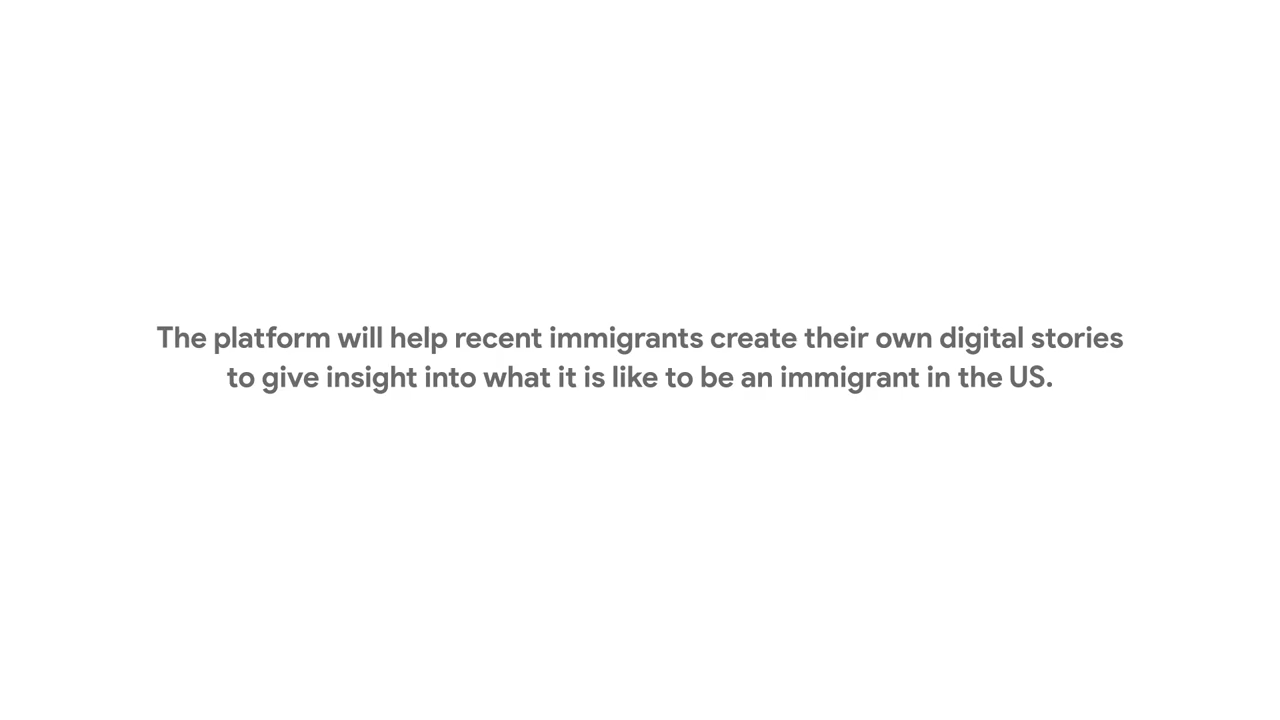 The platform will help recent immigrants create their own digital stories
to give insight into what it is like to be an immigrant in the US.